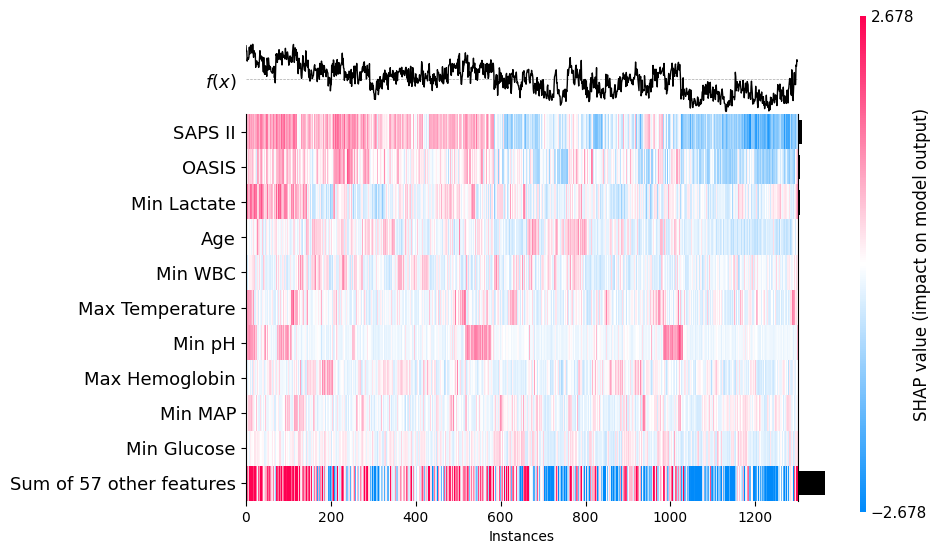 2.678
f(x)
SAPS II
OASIS
Min Lactate
Age
Min WBC
Max Temperature
Min pH
Max Hemoglobin
Min MAP
Min Glucose
Sum of 57 other features
0 200 400 600 800 1000 1200
Instances
SHAP value (impact on model output)
−2.678